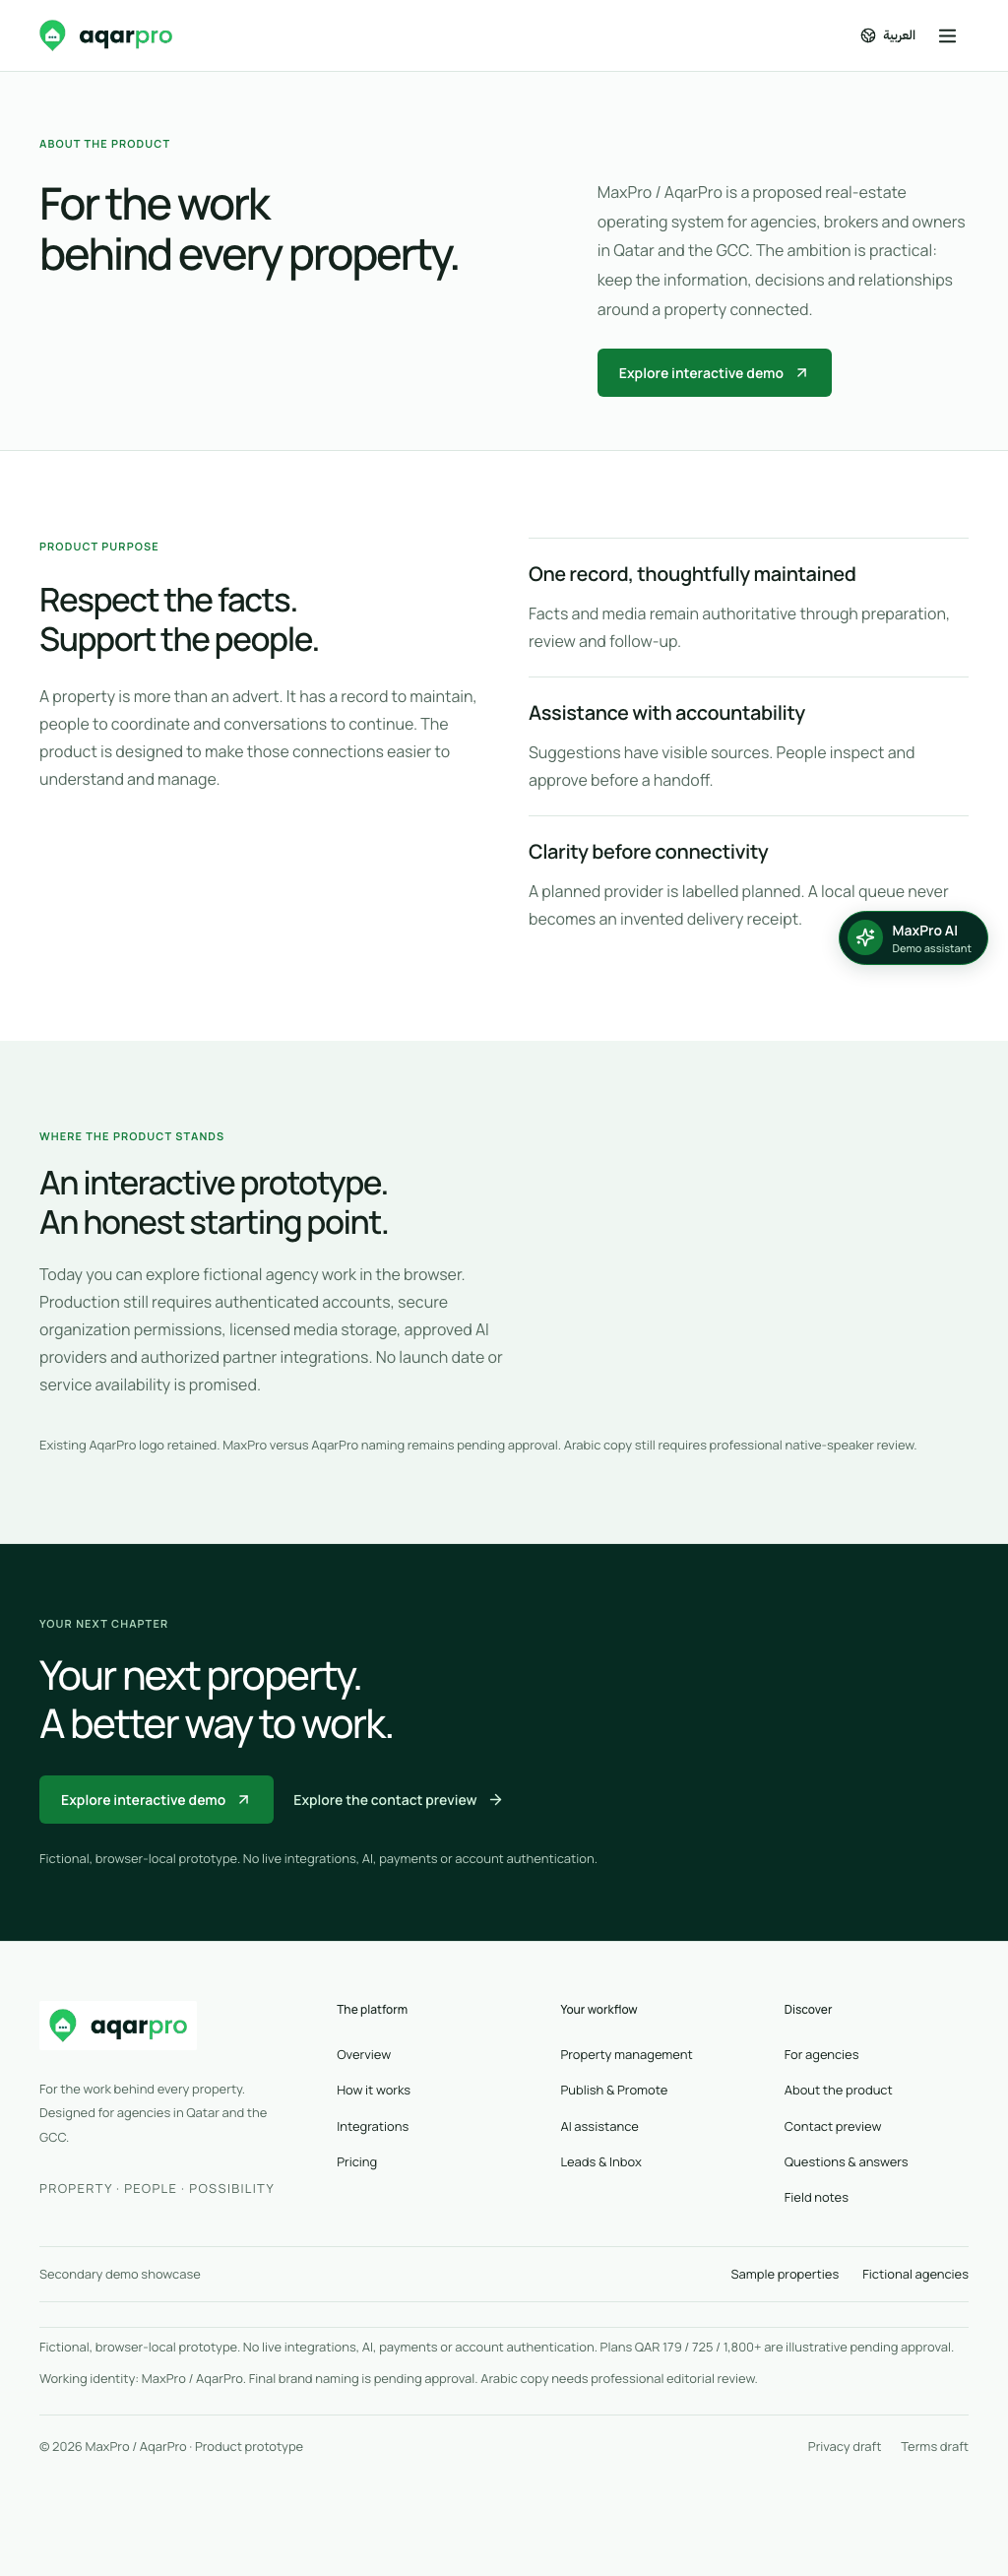 aqarpro
العربية
ABOUT THE PRODUCT
For the work
behind every property.
MaxPro / AqarPro is a proposed real-estate
operating system for agencies, brokers and owners
in Qatar and the GCC. The ambition is practical:
keep the information, decisions and relationships
around a property connected.
Explore interactive demo
PRODUCT PURPOSE
Respect the facts.
Support the people.
A property is more than an advert. It has a record to maintain,
people to coordinate and conversations to continue. The
product is designed to make those connections easier to
understand and manage.
One record, thoughtfully maintained
Facts and media remain authoritative through preparation,
review and follow-up.
Assistance with accountability
Suggestions have visible sources. People inspect and
approve before a handoff.
Clarity before connectivity
A planned provider is labelled planned. A local queue never
becomes an invented delivery receipt.
MaxPro AI
Demo assistant
WHERE THE PRODUCT STANDS
An interactive prototype.
An honest starting point.
Today you can explore fictional agency work in the browser.
Production still requires authenticated accounts, secure
organization permissions, licensed media storage, approved AI
providers and authorized partner integrations. No launch date or
service availability is promised.
Existing AqarPro logo retained. MaxPro versus AqarPro naming remains pending approval. Arabic copy still requires professional native-speaker review.
YOUR NEXT CHAPTER
Your next property.
A better way to work.
Explore interactive demo
Explore the contact preview
Fictional, browser-local prototype. No live integrations, AI, payments or account authentication.
aqarpro
For the work behind every property.
Designed for agencies in Qatar and the
GCC.
PROPERTY · PEOPLE · POSSIBILITY
The platform
Overview
How it works
Integrations
Pricing
Your workflow
Property management
Publish & Promote
AI assistance
Leads & Inbox
Discover
For agencies
About the product
Contact preview
Questions & answers
Field notes
Secondary demo showcase
Sample properties
Fictional agencies
Fictional, browser-local prototype. No live integrations, AI, payments or account authentication. Plans QAR 179 / 725 / 1,800+ are illustrative pending approval.
Working identity: MaxPro / AqarPro. Final brand naming is pending approval. Arabic copy needs professional editorial review.
© 2026 MaxPro / AqarPro · Product prototype
Privacy draft
Terms draft